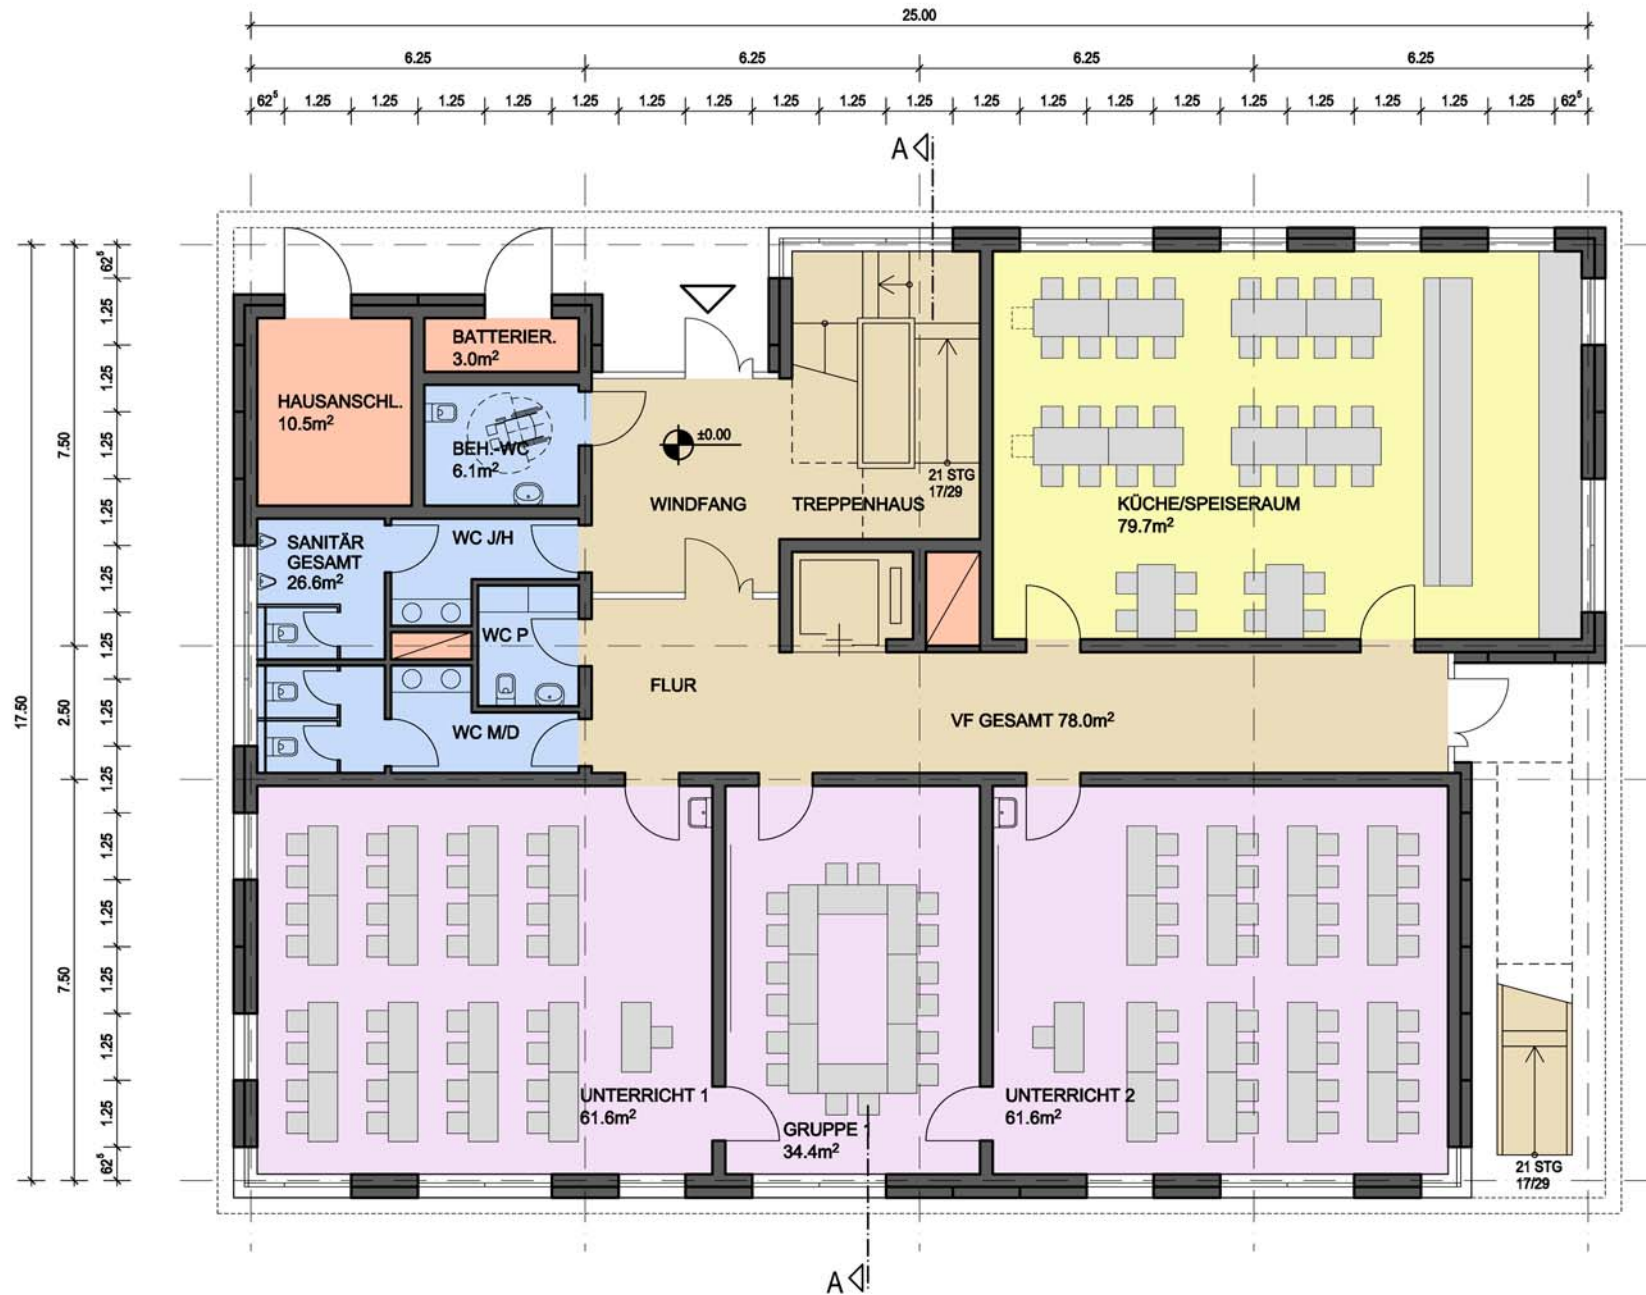 25.00
6.25 6.25 6.25 6.25
62⁵ 1.25 1.25 1.25 1.25 1.25 1.25 1.25 1.25 1.25 1.25 1.25 1.25 1.25 1.25 1.25 1.25 1.25 1.25 1.25 62⁵
A
17.50
7.50
2.50
7.50
62⁵
1.25
1.25
1.25
1.25
1.25
1.25
1.25
1.25
1.25
1.25
1.25
1.25
1.25
62⁵
BATTERIER.
3.0m²
HAUSANSCHL.
10.5m²
BEH.-WC
6.1m²
±0.00
21 STG
17/29
WINDFANG
TREPPENHAUS
KÜCHE/SPEISERAUM
79.7m²
SANITÄR
GESAMT
26.6m²
WC J/H
WC P
FLUR
WC M/D
VF GESAMT 78.0m²
UNTERRICHT 1
61.6m²
GRUPPE 1
34.4m²
UNTERRICHT 2
61.6m²
21 STG
17/29
A